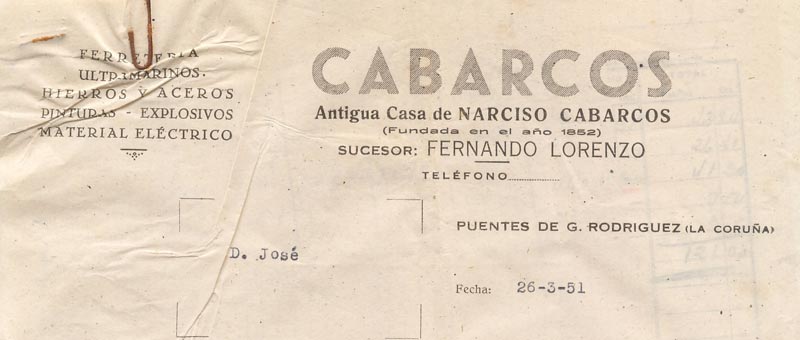 FERRETERIA
ULTRAMARINOS.
HIERROS Y ACEROS
PINTURAS - EXPLOSIVOS
MATERIAL ELÉCTRICO
CABARCOS
Antigua Casa de NARCISO CABARCOS
(Fundada en el año 1852)
SUCESOR: FERNANDO LORENZO
TELÉFONO
PUENTES DE G. RODRIGUEZ (LA CORUÑA)
D. José
Fecha: 26-3-51